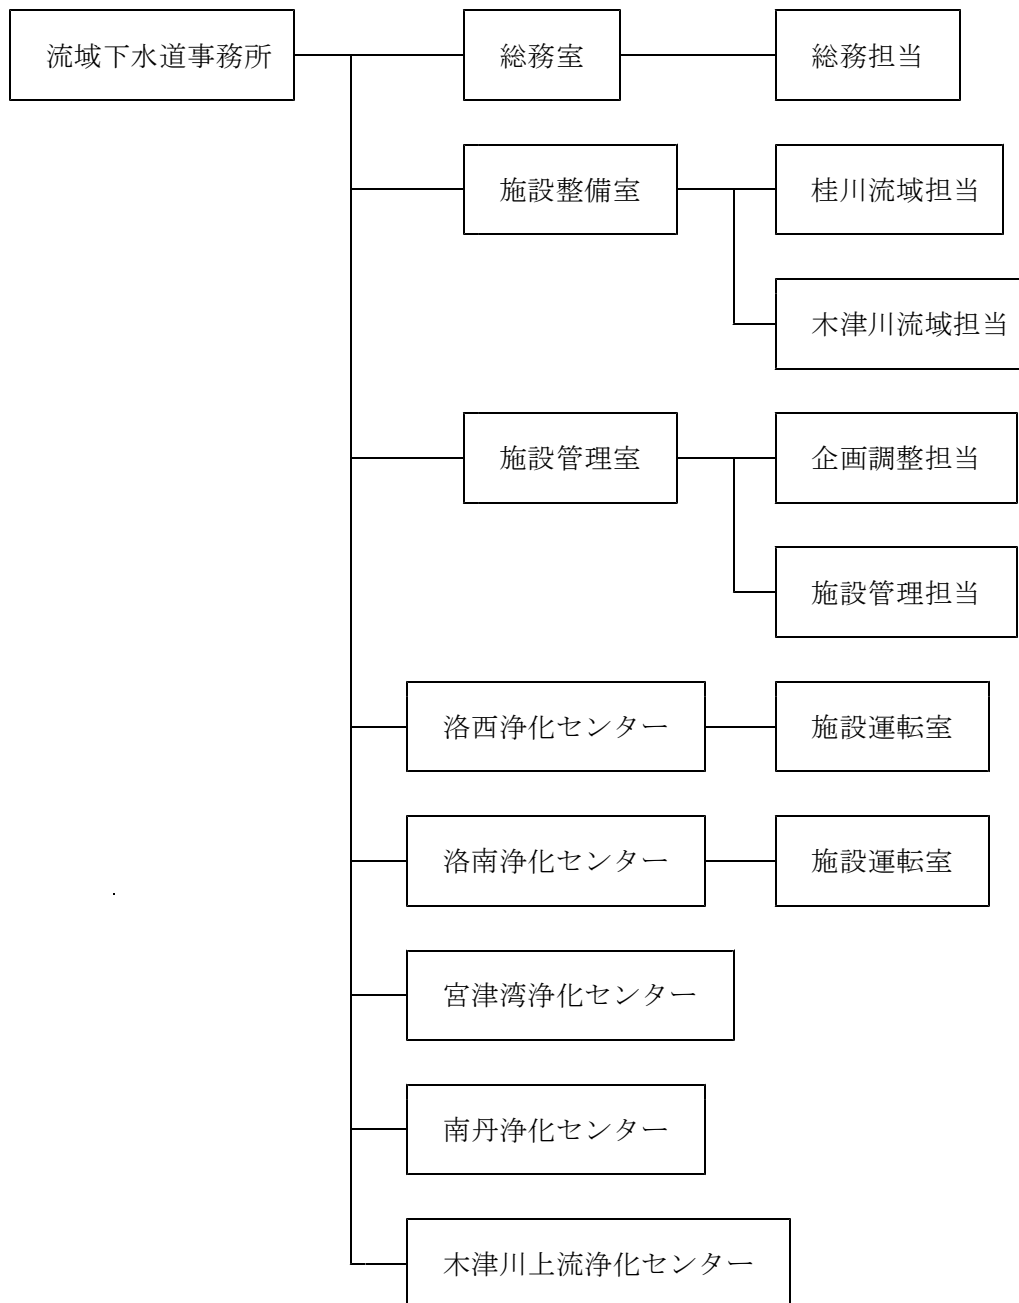 流域下水道事務所
総務室
総務担当
施設整備室
桂川流域担当
木津川流域担当
施設管理室
企画調整担当
施設管理担当
洛西浄化センター
施設運転室
洛南浄化センター
施設運転室
宮津湾浄化センター
南丹浄化センター
木津川上流浄化センター